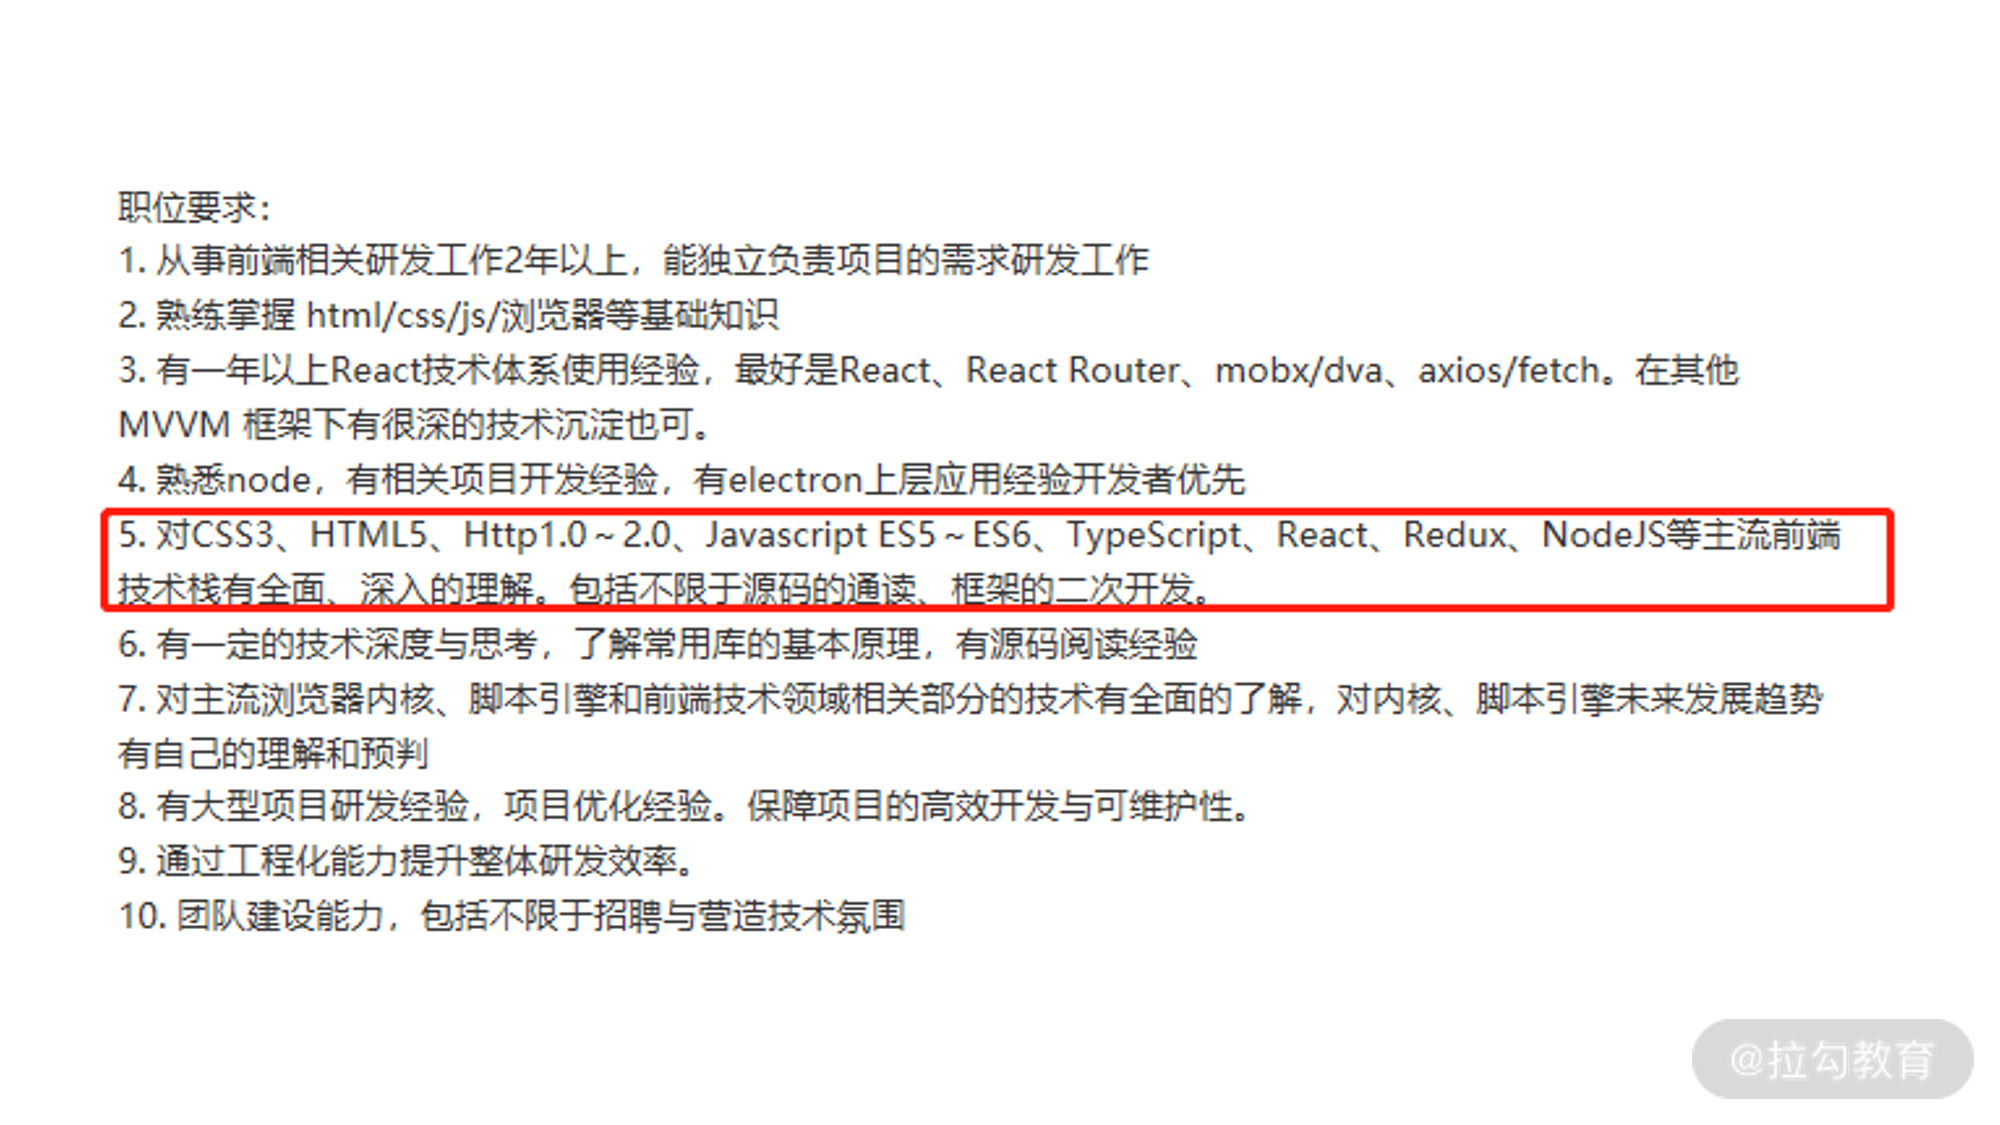 职位要求：
1. 从事前端相关研发工作2年以上，能独立负责项目的需求研发工作
2. 熟练掌握 html/css/js/浏览器等基础知识
3. 有一年以上React技术体系使用经验，最好是React、React Router、mobx/dva、axios/fetch。在其他
MVVM 框架下有很深的技术沉淀也可。
4. 熟悉node，有相关项目开发经验，有electron上层应用经验开发者优先
5. 对CSS3、HTML5、Http1.0～2.0、Javascript ES5～ES6、TypeScript、React、Redux、NodeJS等主流前端
技术栈有全面、深入的理解。包括不限于源码的通读、框架的二次开发。
6. 有一定的技术深度与思考，了解常用库的基本原理，有源码阅读经验
7. 对主流浏览器内核、脚本引擎和前端技术领域相关部分的技术有全面的了解，对内核、脚本引擎未来发展趋势
有自己的理解和预判
8. 有大型项目研发经验，项目优化经验。保障项目的高效开发与可维护性。
9. 通过工程化能力提升整体研发效率。
10. 团队建设能力，包括不限于招聘与营造技术氛围
@拉勾教育